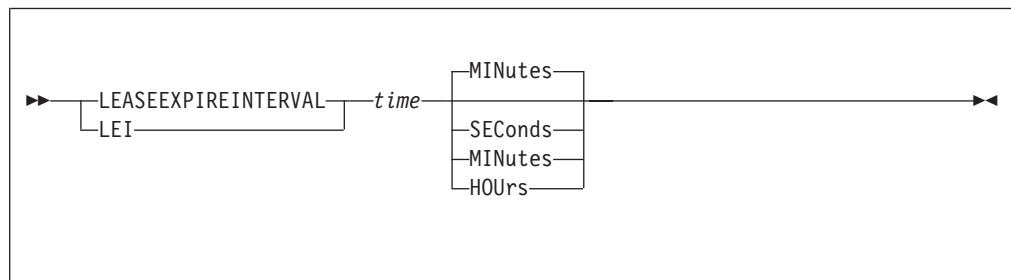 MINutes
LEASEEXPIREINTERVAL time
LEI
SEConds
MINutes
HOUrs